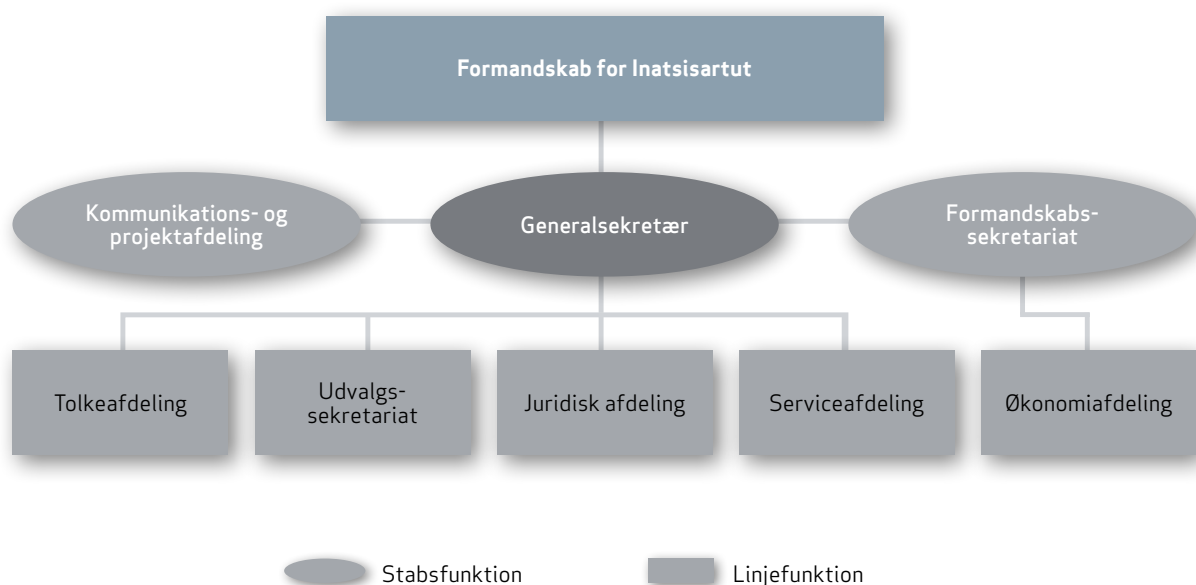 Formandskab for Inatsisartut
Kommunikations- og
projektafdeling
Generalsekretær
Formandskabs-
sekretariat
Tolkeafdeling
Udvalgs-
sekretariat
Juridisk afdeling
Serviceafdeling
Økonomiafdeling
Stabsfunktion
Linjefunktion